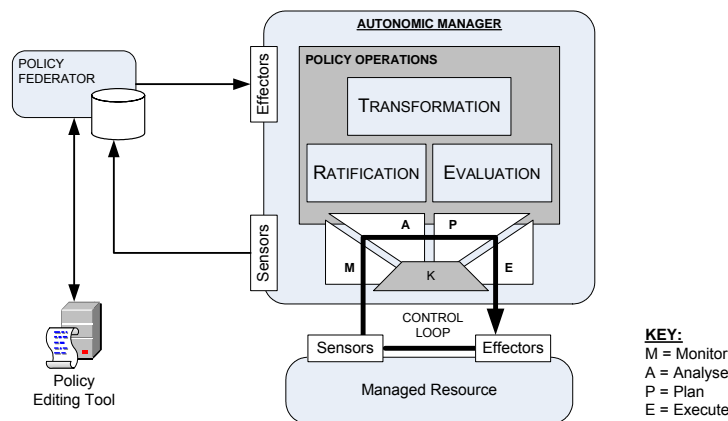 AUTONOMIC MANAGER
POLICY
FEDERATOR
Effectors
POLICY OPERATIONS
TRANSFORMATION
RATIFICATION
EVALUATION
Sensors
A
P
M
K
E
CONTROL
LOOP
Sensors
Effectors
Managed Resource
Policy
Editing Tool
KEY:
M = Monitor
A = Analyse
P = Plan
E = Execute